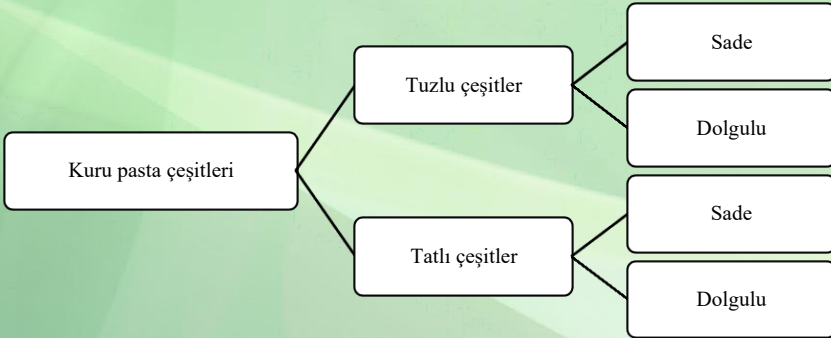 Kuru pasta çeşitleri
Tuzlu çeşitler
Sade
Dolgulu
Tatlı çeşitler
Sade
Dolgulu